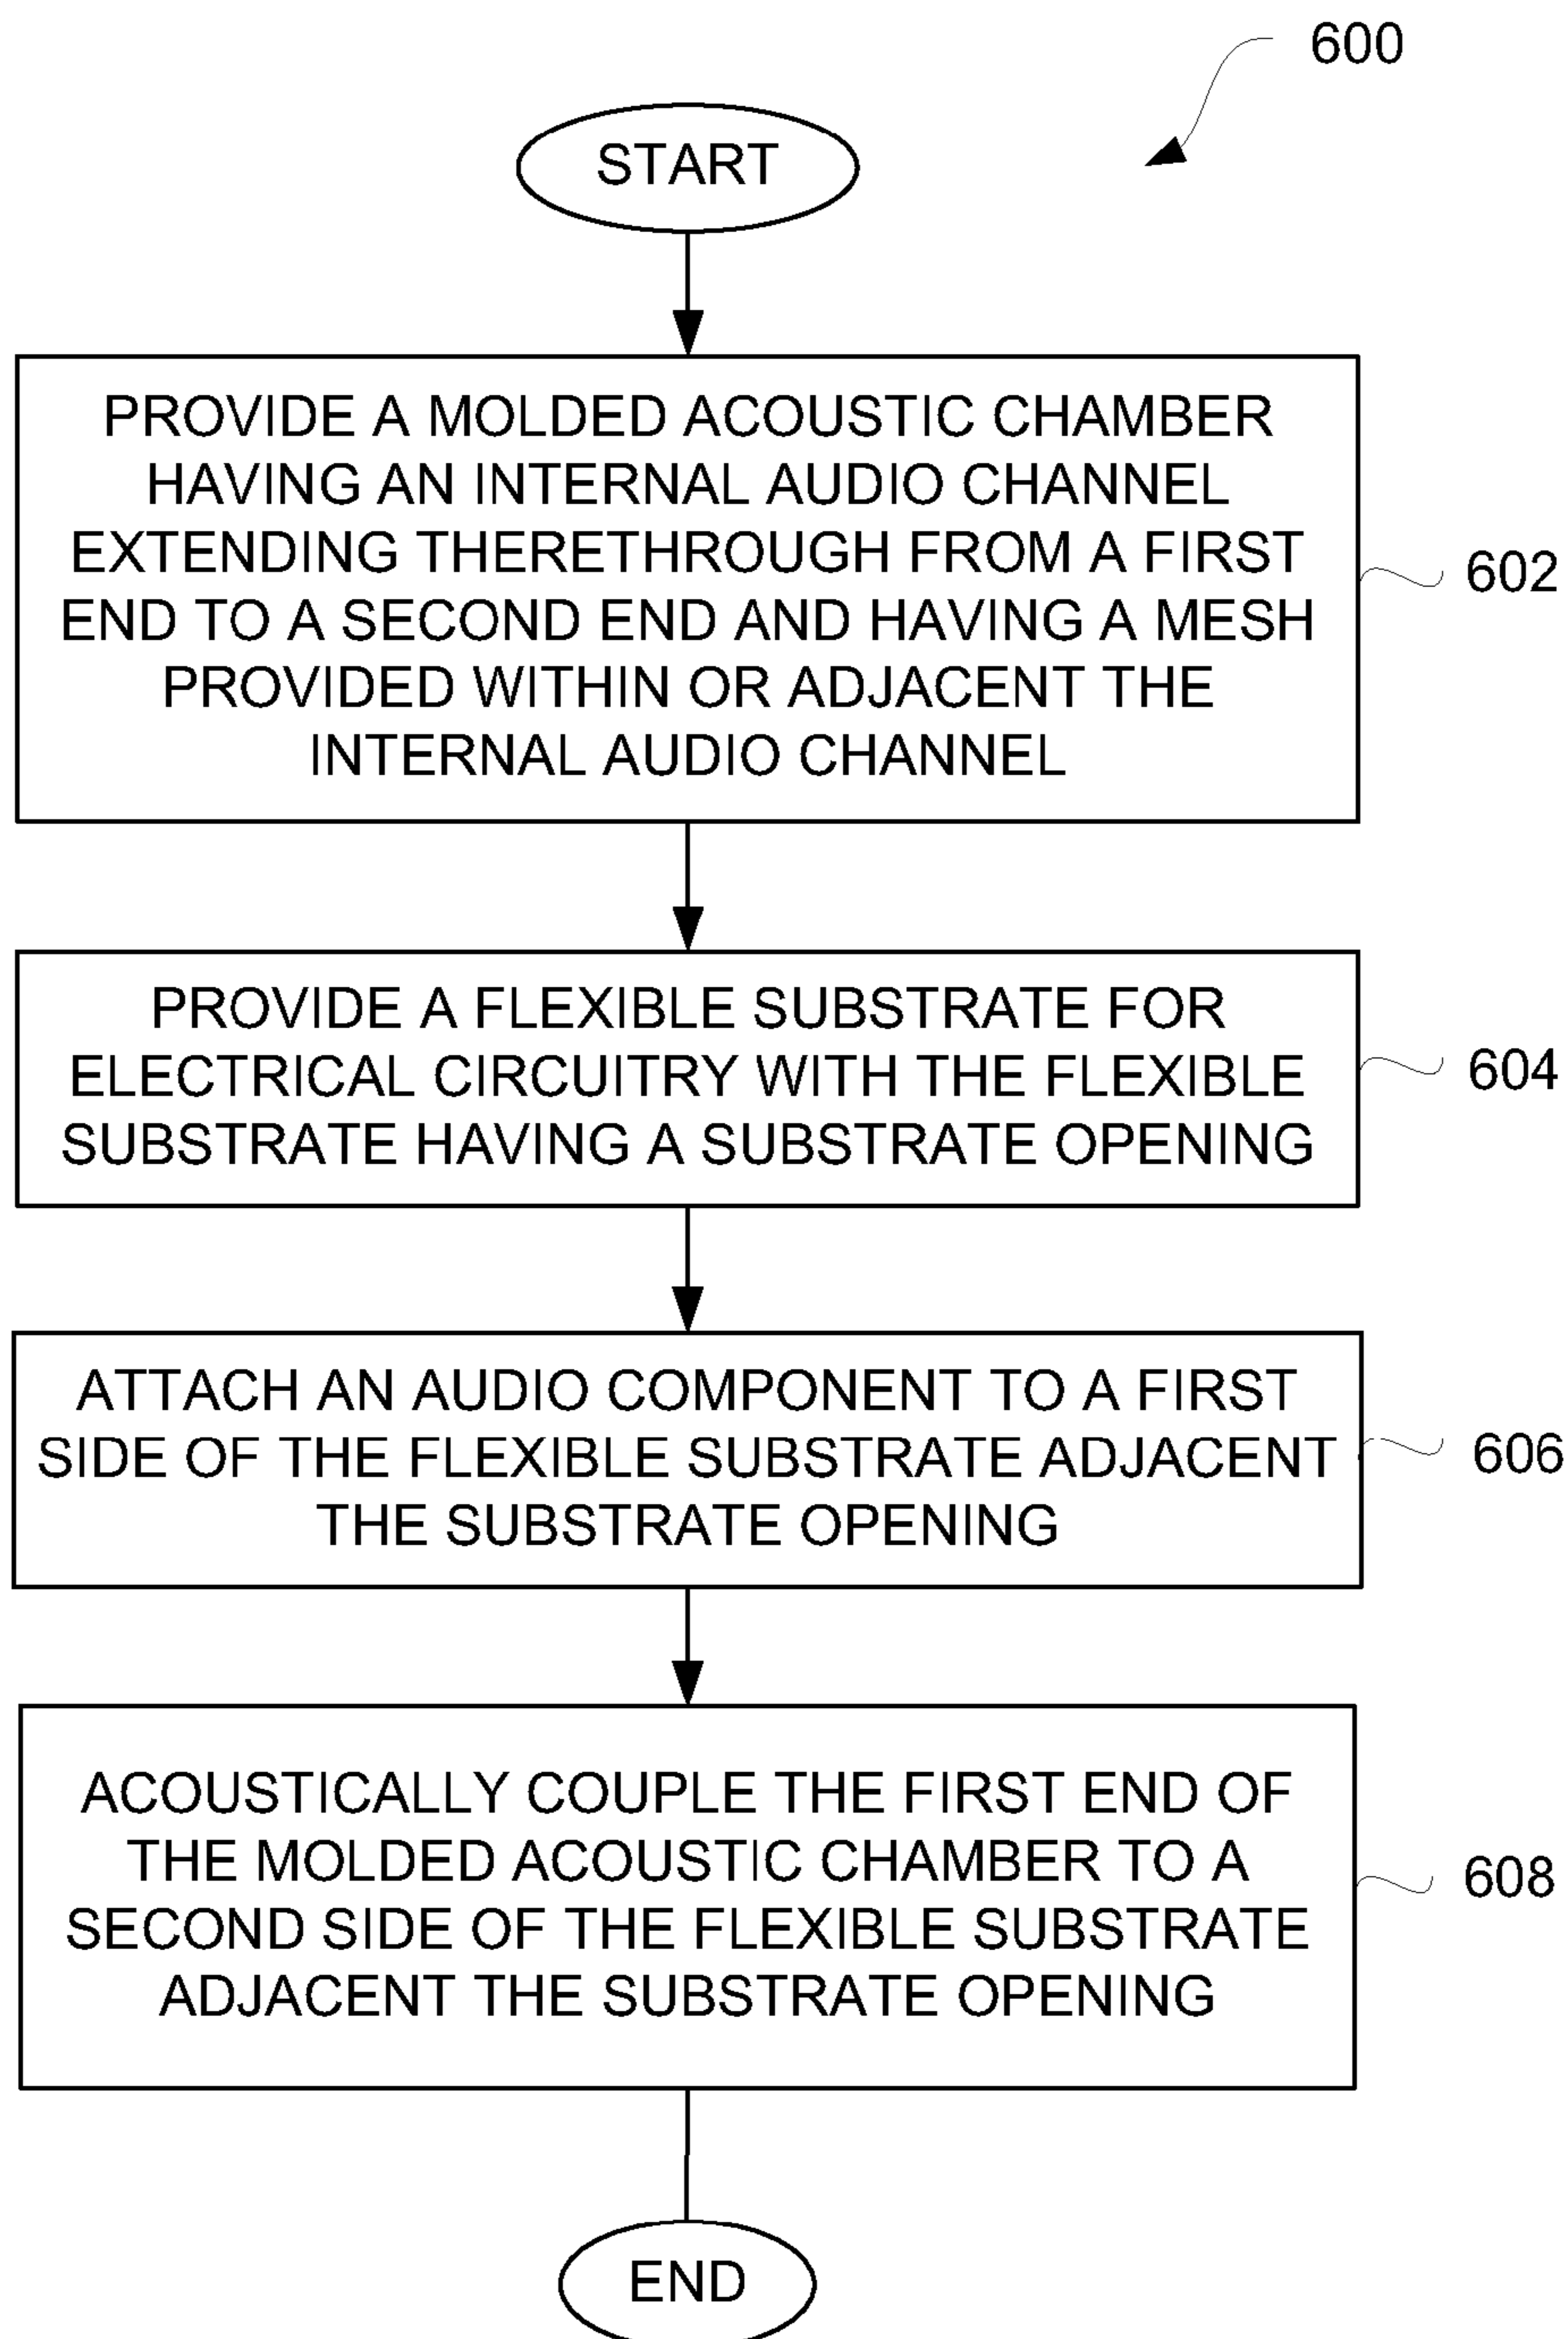 600
START
PROVIDE A MOLDED ACOUSTIC CHAMBER
HAVING AN INTERNAL AUDIO CHANNEL
EXTENDING THERETHROUGH FROM A FIRST
END TO A SECOND END AND HAVING A MESH
PROVIDED WITHIN OR ADJACENT THE
INTERNAL AUDIO CHANNEL
602
PROVIDE A FLEXIBLE SUBSTRATE FOR
ELECTRICAL CIRCUITRY WITH THE FLEXIBLE
SUBSTRATE HAVING A SUBSTRATE OPENING
604
ATTACH AN AUDIO COMPONENT TO A FIRST
SIDE OF THE FLEXIBLE SUBSTRATE ADJACENT
THE SUBSTRATE OPENING
606
ACOUSTICALLY COUPLE THE FIRST END OF
THE MOLDED ACOUSTIC CHAMBER TO A
SECOND SIDE OF THE FLEXIBLE SUBSTRATE
ADJACENT THE SUBSTRATE OPENING
608
END